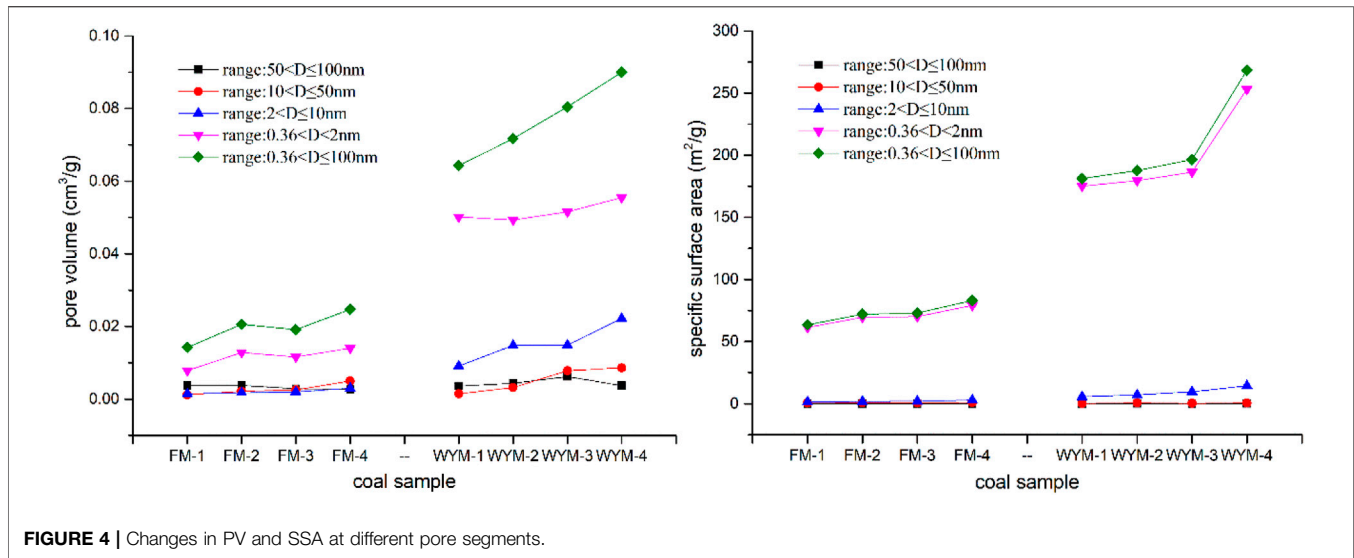 0.10
0.08
0.06
0.04
0.02
0.00
pore volume (cm³/g)
range:50<D≤100nm
range:10<D≤50nm
range:2<D≤10nm
range:0.36<D<2nm
range:0.36<D≤100nm
FM-1 FM-2 FM-3 FM-4 -- WYM-1 WYM-2 WYM-3 WYM-4
coal sample
300
250
200
150
100
50
0
specific surface area (m²/g)
range:50<D≤100nm
range:10<D≤50nm
range:2<D≤10nm
range:0.36<D<2nm
range:0.36<D≤100nm
FM-1 FM-2 FM-3 FM-4 -- WYM-1 WYM-2 WYM-3 WYM-4
coal sample
FIGURE 4 | Changes in PV and SSA at different pore segments.